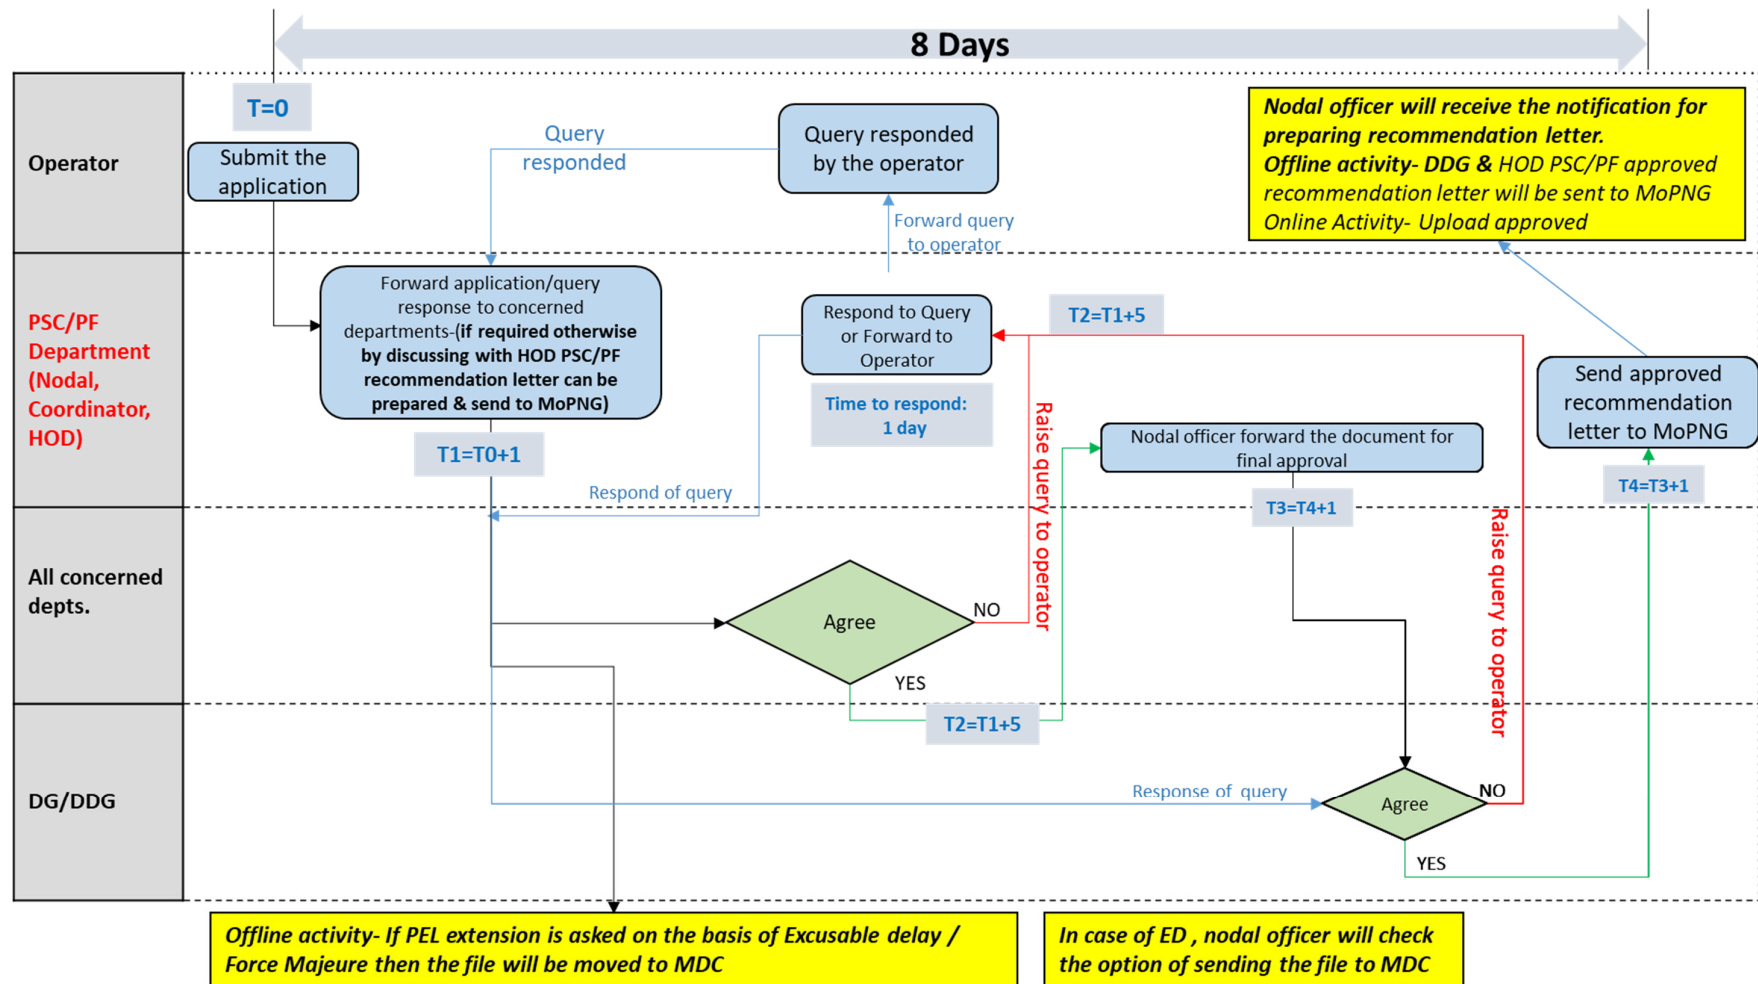 8 Days
T=0
Operator
Submit the
application
Query
responded
Query responded
by the operator
Forward query
to operator
Nodal officer will receive the notification for
preparing recommendation letter.
Offline activity- DDG & HOD PSC/PF approved
recommendation letter will be sent to MoPNG
Online Activity- Upload approved
PSC/PF
Department
(Nodal,
Coordinator,
HOD)
Forward application/query
response to concerned
departments-(if required otherwise
by discussing with HOD PSC/PF
recommendation letter can be
prepared & send to MoPNG)
T1=T0+1
Respond to Query
or Forward to
Operator
Time to respond:
1 day
T2=T1+5
Raise query to operator
Respond of query
Nodal officer forward the document for
final approval
T3=T4+1
Send approved
recommendation
letter to MoPNG
T4=T3+1
Raise query to operator
All concerned
depts.
Agree
NO
YES
T2=T1+5
DG/DDG
Response of query
Agree
NO
YES
Offline activity- If PEL extension is asked on the basis of Excusable delay /
Force Majeure then the file will be moved to MDC
In case of ED , nodal officer will check
the option of sending the file to MDC